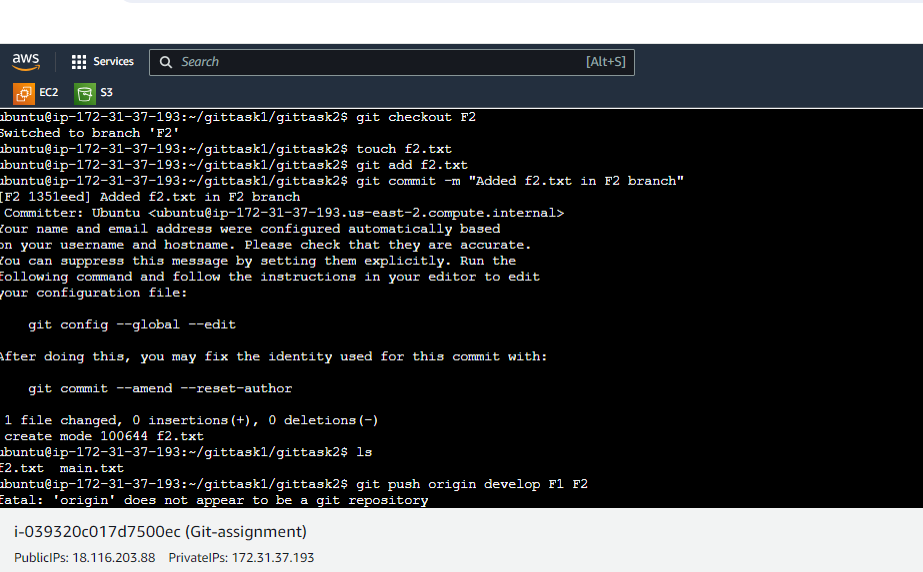 aws
Services
Search
[Alt+S]
EC2
S3
ubuntu@ip-172-31-37-193:~/gittask1/gittask2$ git checkout F2
Switched to branch 'F2'
ubuntu@ip-172-31-37-193:~/gittask1/gittask2$ touch f2.txt
ubuntu@ip-172-31-37-193:~/gittask1/gittask2$ git add f2.txt
ubuntu@ip-172-31-37-193:~/gittask1/gittask2$ git commit -m "Added f2.txt in F2 branch"
[F2 1351eed] Added f2.txt in F2 branch
 Committer: Ubuntu <ubuntu@ip-172-31-37-193.us-east-2.compute.internal>
Your name and email address were configured automatically based
on your username and hostname. Please check that they are accurate.
You can suppress this message by setting them explicitly. Run the
following command and follow the instructions in your editor to edit
your configuration file:
    git config --global --edit
After doing this, you may fix the identity used for this commit with:
    git commit --amend --reset-author
 1 file changed, 0 insertions(+), 0 deletions(-)
 create mode 100644 f2.txt
ubuntu@ip-172-31-37-193:~/gittask1/gittask2$ ls
f2.txt  main.txt
ubuntu@ip-172-31-37-193:~/gittask1/gittask2$ git push origin develop F1 F2
fatal: 'origin' does not appear to be a git repository
i-039320c017d7500ec (Git-assignment)
PublicIPs: 18.116.203.88    PrivateIPs: 172.31.37.193